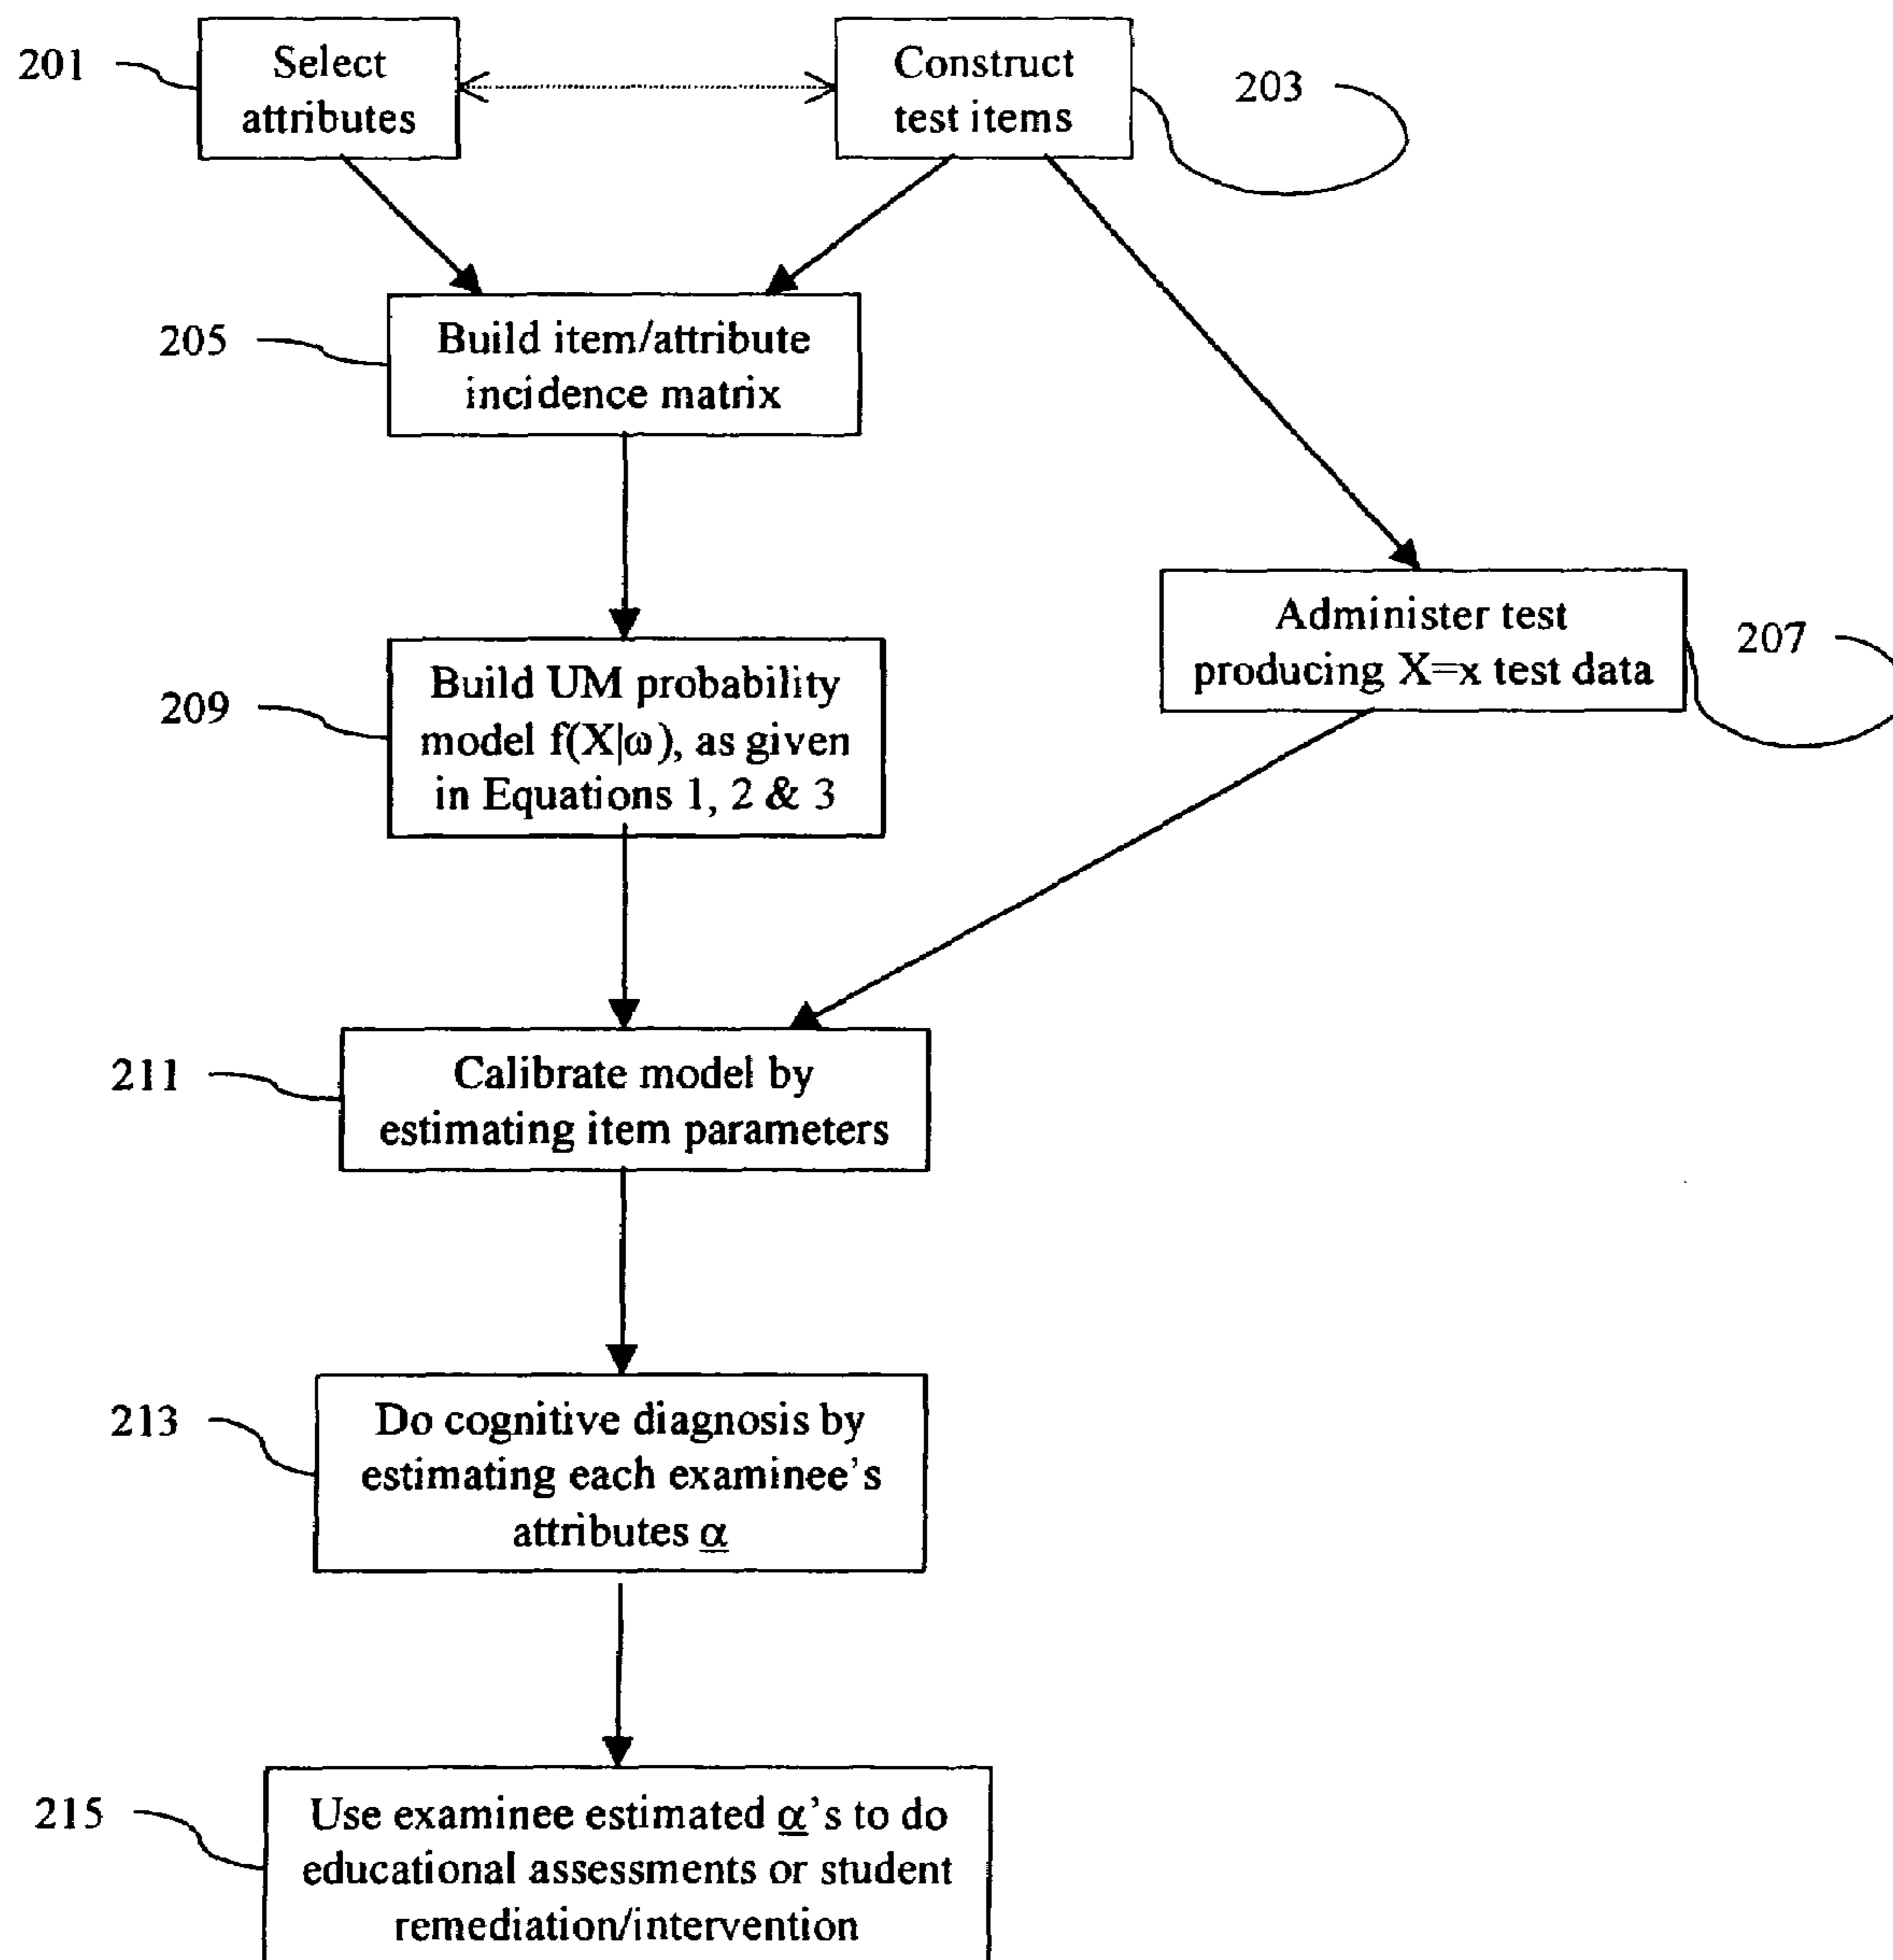 201
Select
attributes
Construct
test items
203
205
Build item/attribute
incidence matrix
Administer test
producing X=x test data
207
209
Build UM probability
model f(X|ω), as given
in Equations 1, 2 & 3
211
Calibrate model by
estimating item parameters
213
Do cognitive diagnosis by
estimating each examinee's
attributes α
215
Use examinee estimated α's to do
educational assessments or student
remediation/intervention